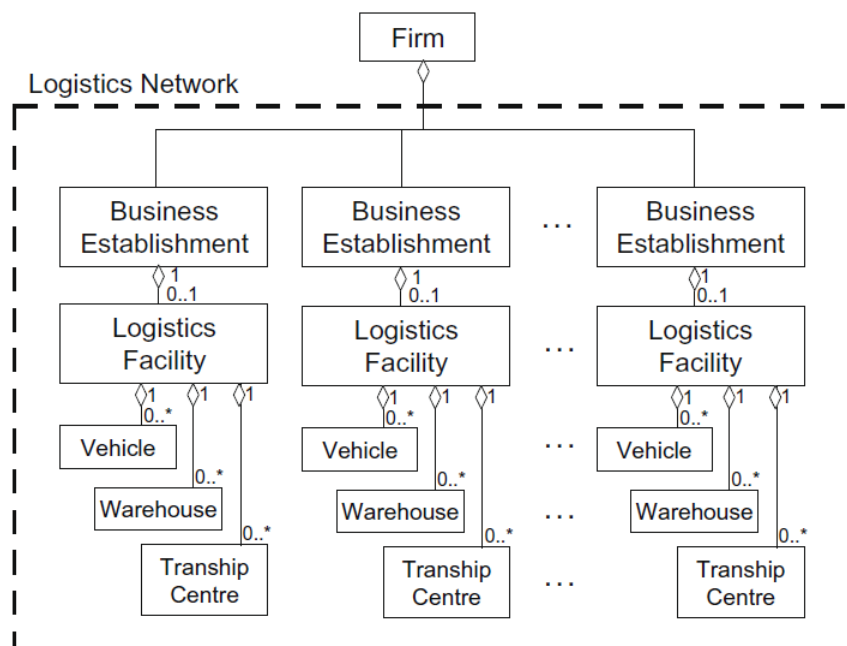 Firm
Logistics Network
Business
Establishment
Business
Establishment
...
Business
Establishment
1
0..1
1
0..1
1
0..1
Logistics
Facility
Logistics
Facility
...
Logistics
Facility
1
1
1
1
1
1
1
1
1
0..*
0..*
0..*
Vehicle
Vehicle
...
Vehicle
0..*
0..*
0..*
Warehouse
Warehouse
...
Warehouse
0..*
0..*
0..*
Tranship
Centre
Tranship
Centre
...
Tranship
Centre